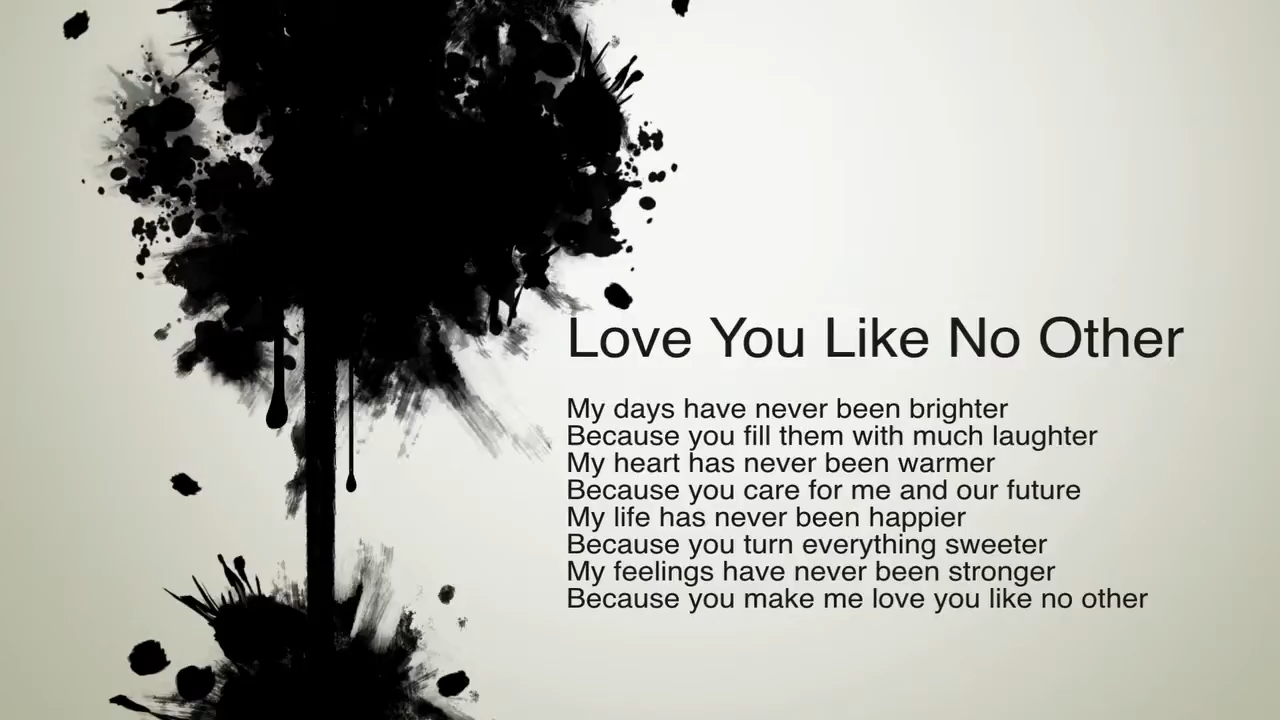 Love You Like No Other
My days have never been brighter
Because you fill them with much laughter
My heart has never been warmer
Because you care for me and our future
My life has never been happier
Because you turn everything sweeter
My feelings have never been stronger
Because you make me love you like no other